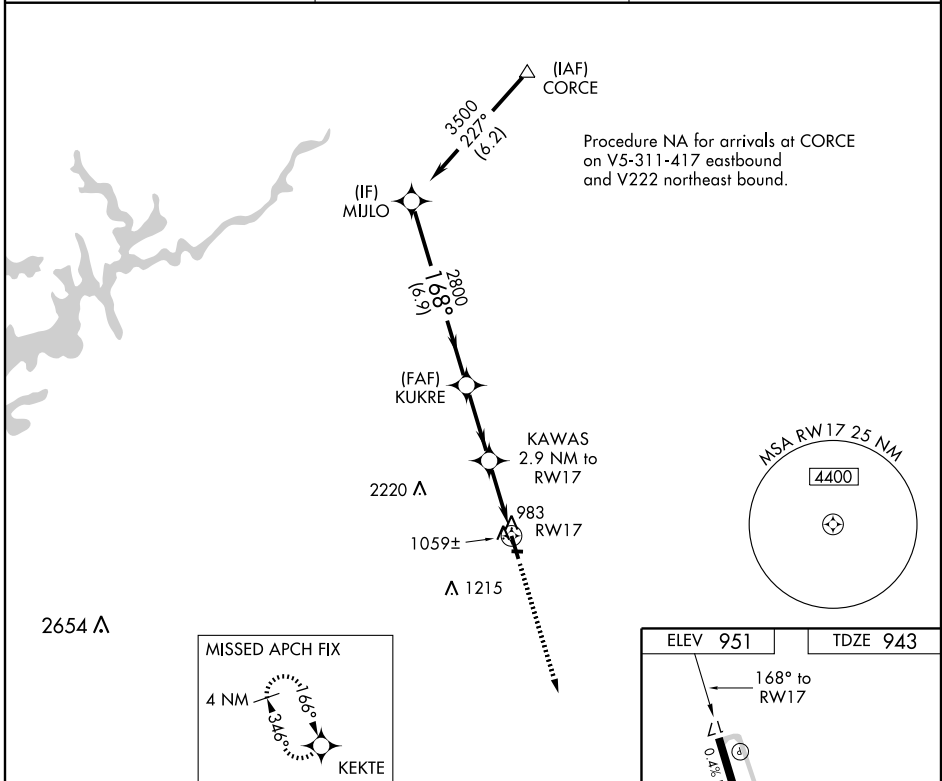 (IAF)
CORCE
3500
227°
(6.2)
Procedure NA for arrivals at CORCE
on V5-311-417 eastbound
and V222 northeast bound.
(IF)
MIJLO
2800
168°
(6.9)
(FAF)
KUKRE
KAWAS
2.9 NM to
RW17
2220
983
RW17
1059±
1215
MSA RW17 25 NM
4400
2654
MISSED APCH FIX
4 NM
166°
346°
KEKTE
ELEV 951
TDZE 943
168° to
RW17
17
P
0.4%